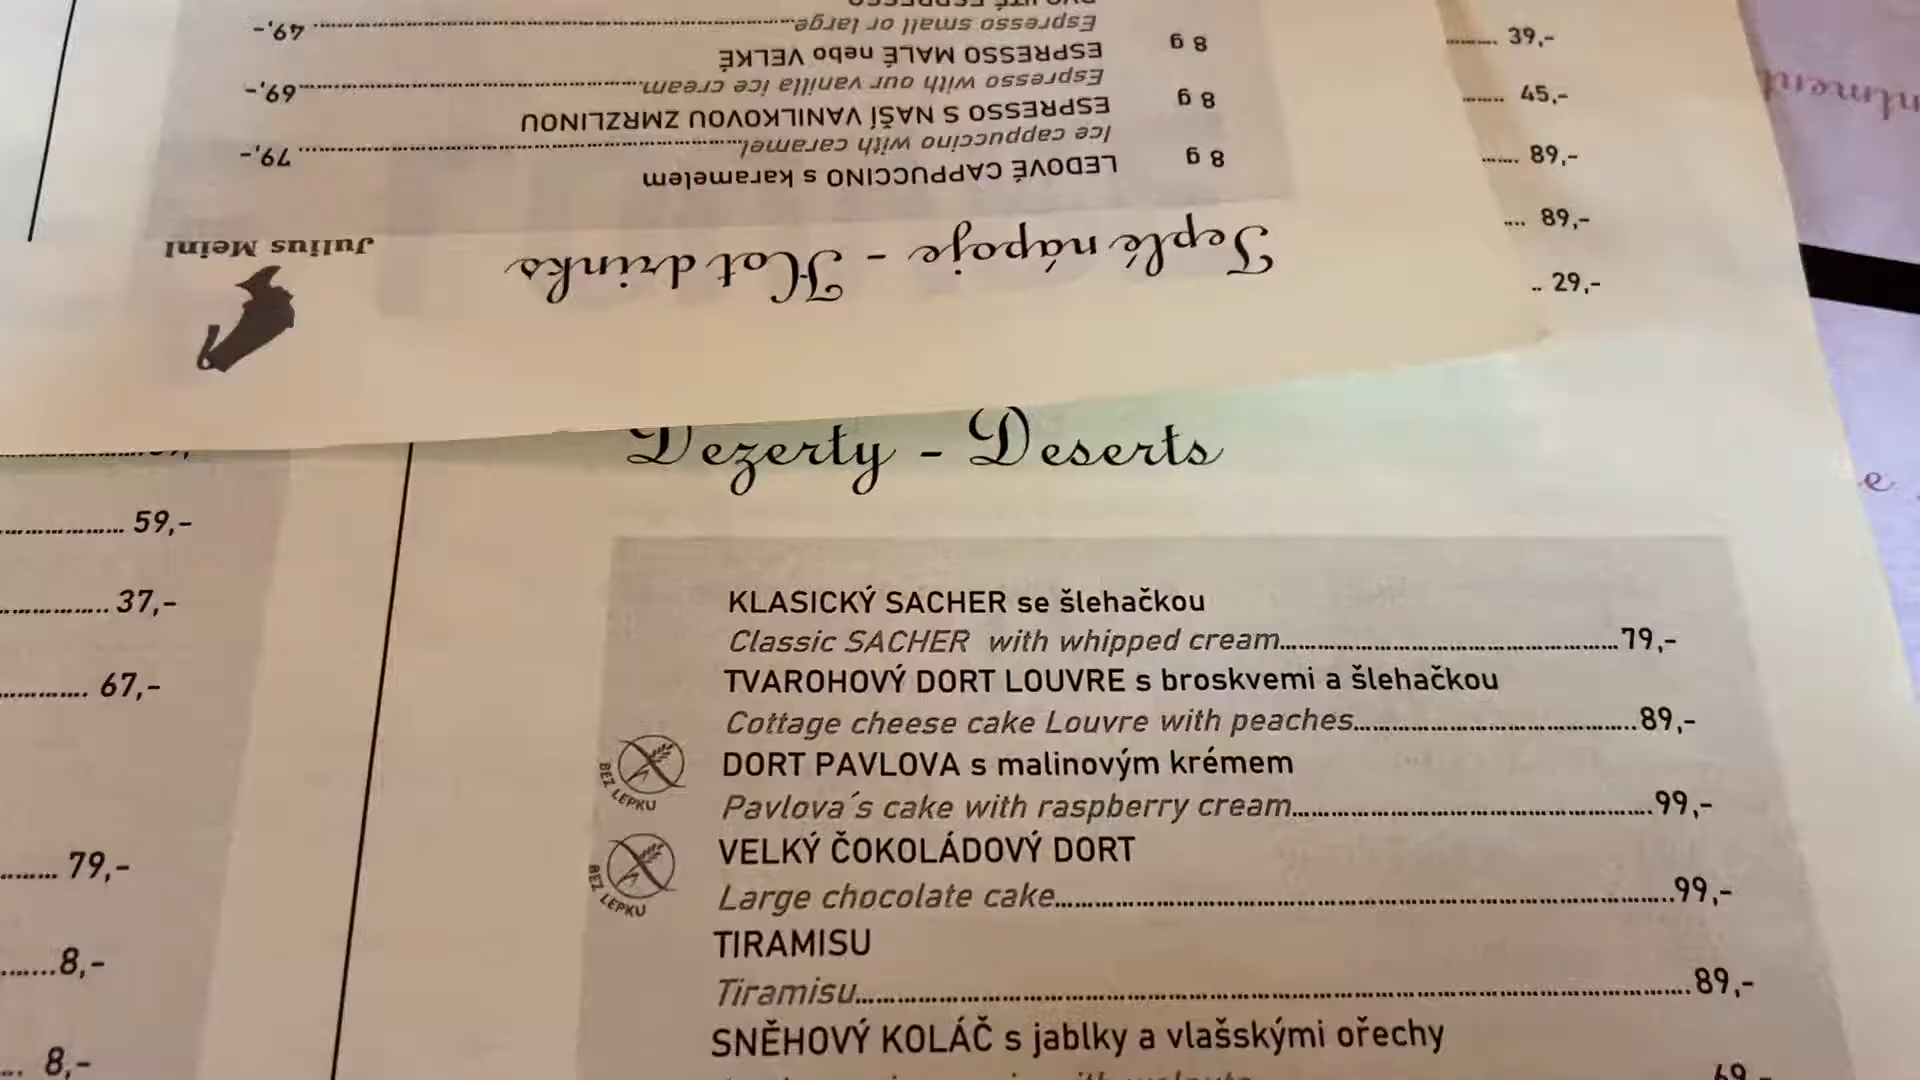 Teplé nápoje - Hot drinks
Julius Meinl
8 g LEDOVÉ CAPPUCCINO s karamelem
Ice cappuccino with caramel 79,-
8 g ESPRESSO S NAŠÍ VANILKOVOU ZMRZLINOU
Espresso with our vanilla ice cream 69,-
8 g ESPRESSO MALÉ nebo VELKÉ
Espresso small or large 49,-
39,-
45,-
89,-
89,-
29,-
59,-
37,-
67,-
79,-
8,-
8,-
Dezerty - Deserts
KLASICKÝ SACHER se šlehačkou
Classic SACHER with whipped cream 79,-
TVAROHOVÝ DORT LOUVRE s broskvemi a šlehačkou
Cottage cheese cake Louvre with peaches 89,-
BEZ LEPKU
DORT PAVLOVA s malinovým krémem
Pavlova´s cake with raspberry cream 99,-
BEZ LEPKU
VELKÝ ČOKOLÁDOVÝ DORT
Large chocolate cake 99,-
TIRAMISU
Tiramisu 89,-
SNĚHOVÝ KOLÁČ s jablky a vlašskými ořechy
69,-